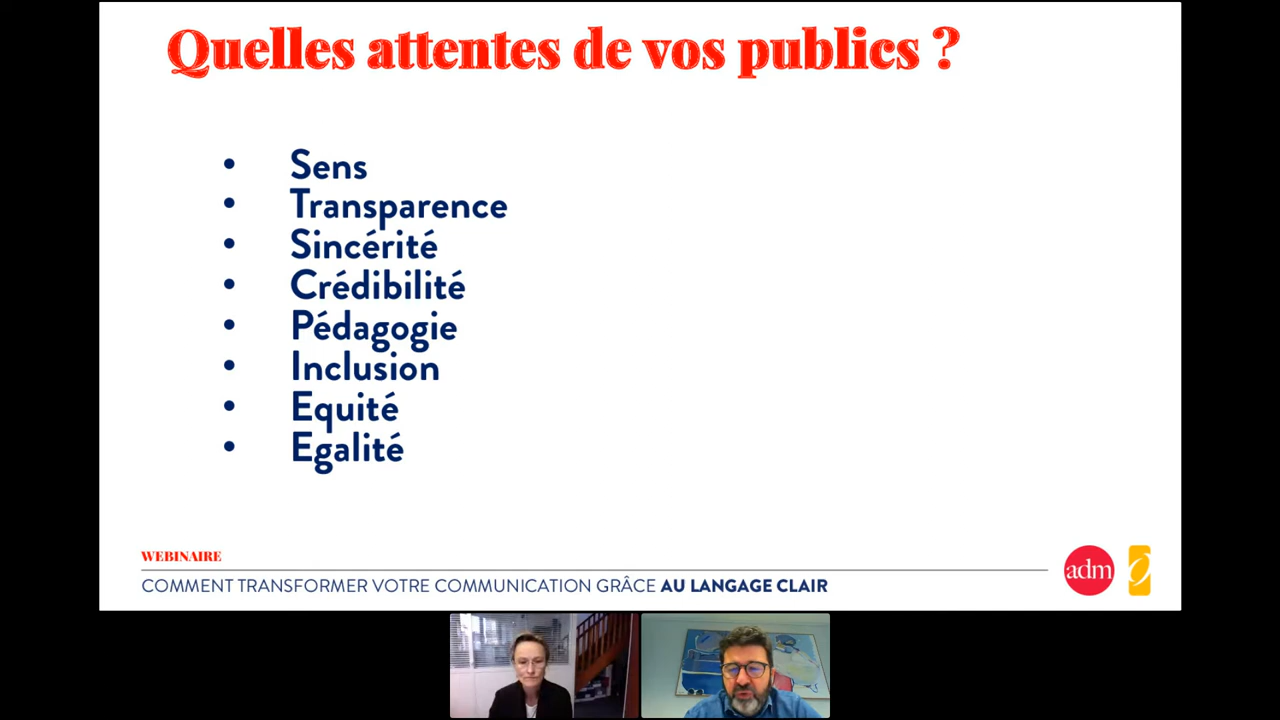 Quelles attentes de vos publics ?
• Sens
• Transparence
• Sincérité
• Crédibilité
• Pédagogie
• Inclusion
• Equité
• Egalité
WEBINAIRE
COMMENT TRANSFORMER VOTRE COMMUNICATION GRÂCE AU LANGAGE CLAIR
adm